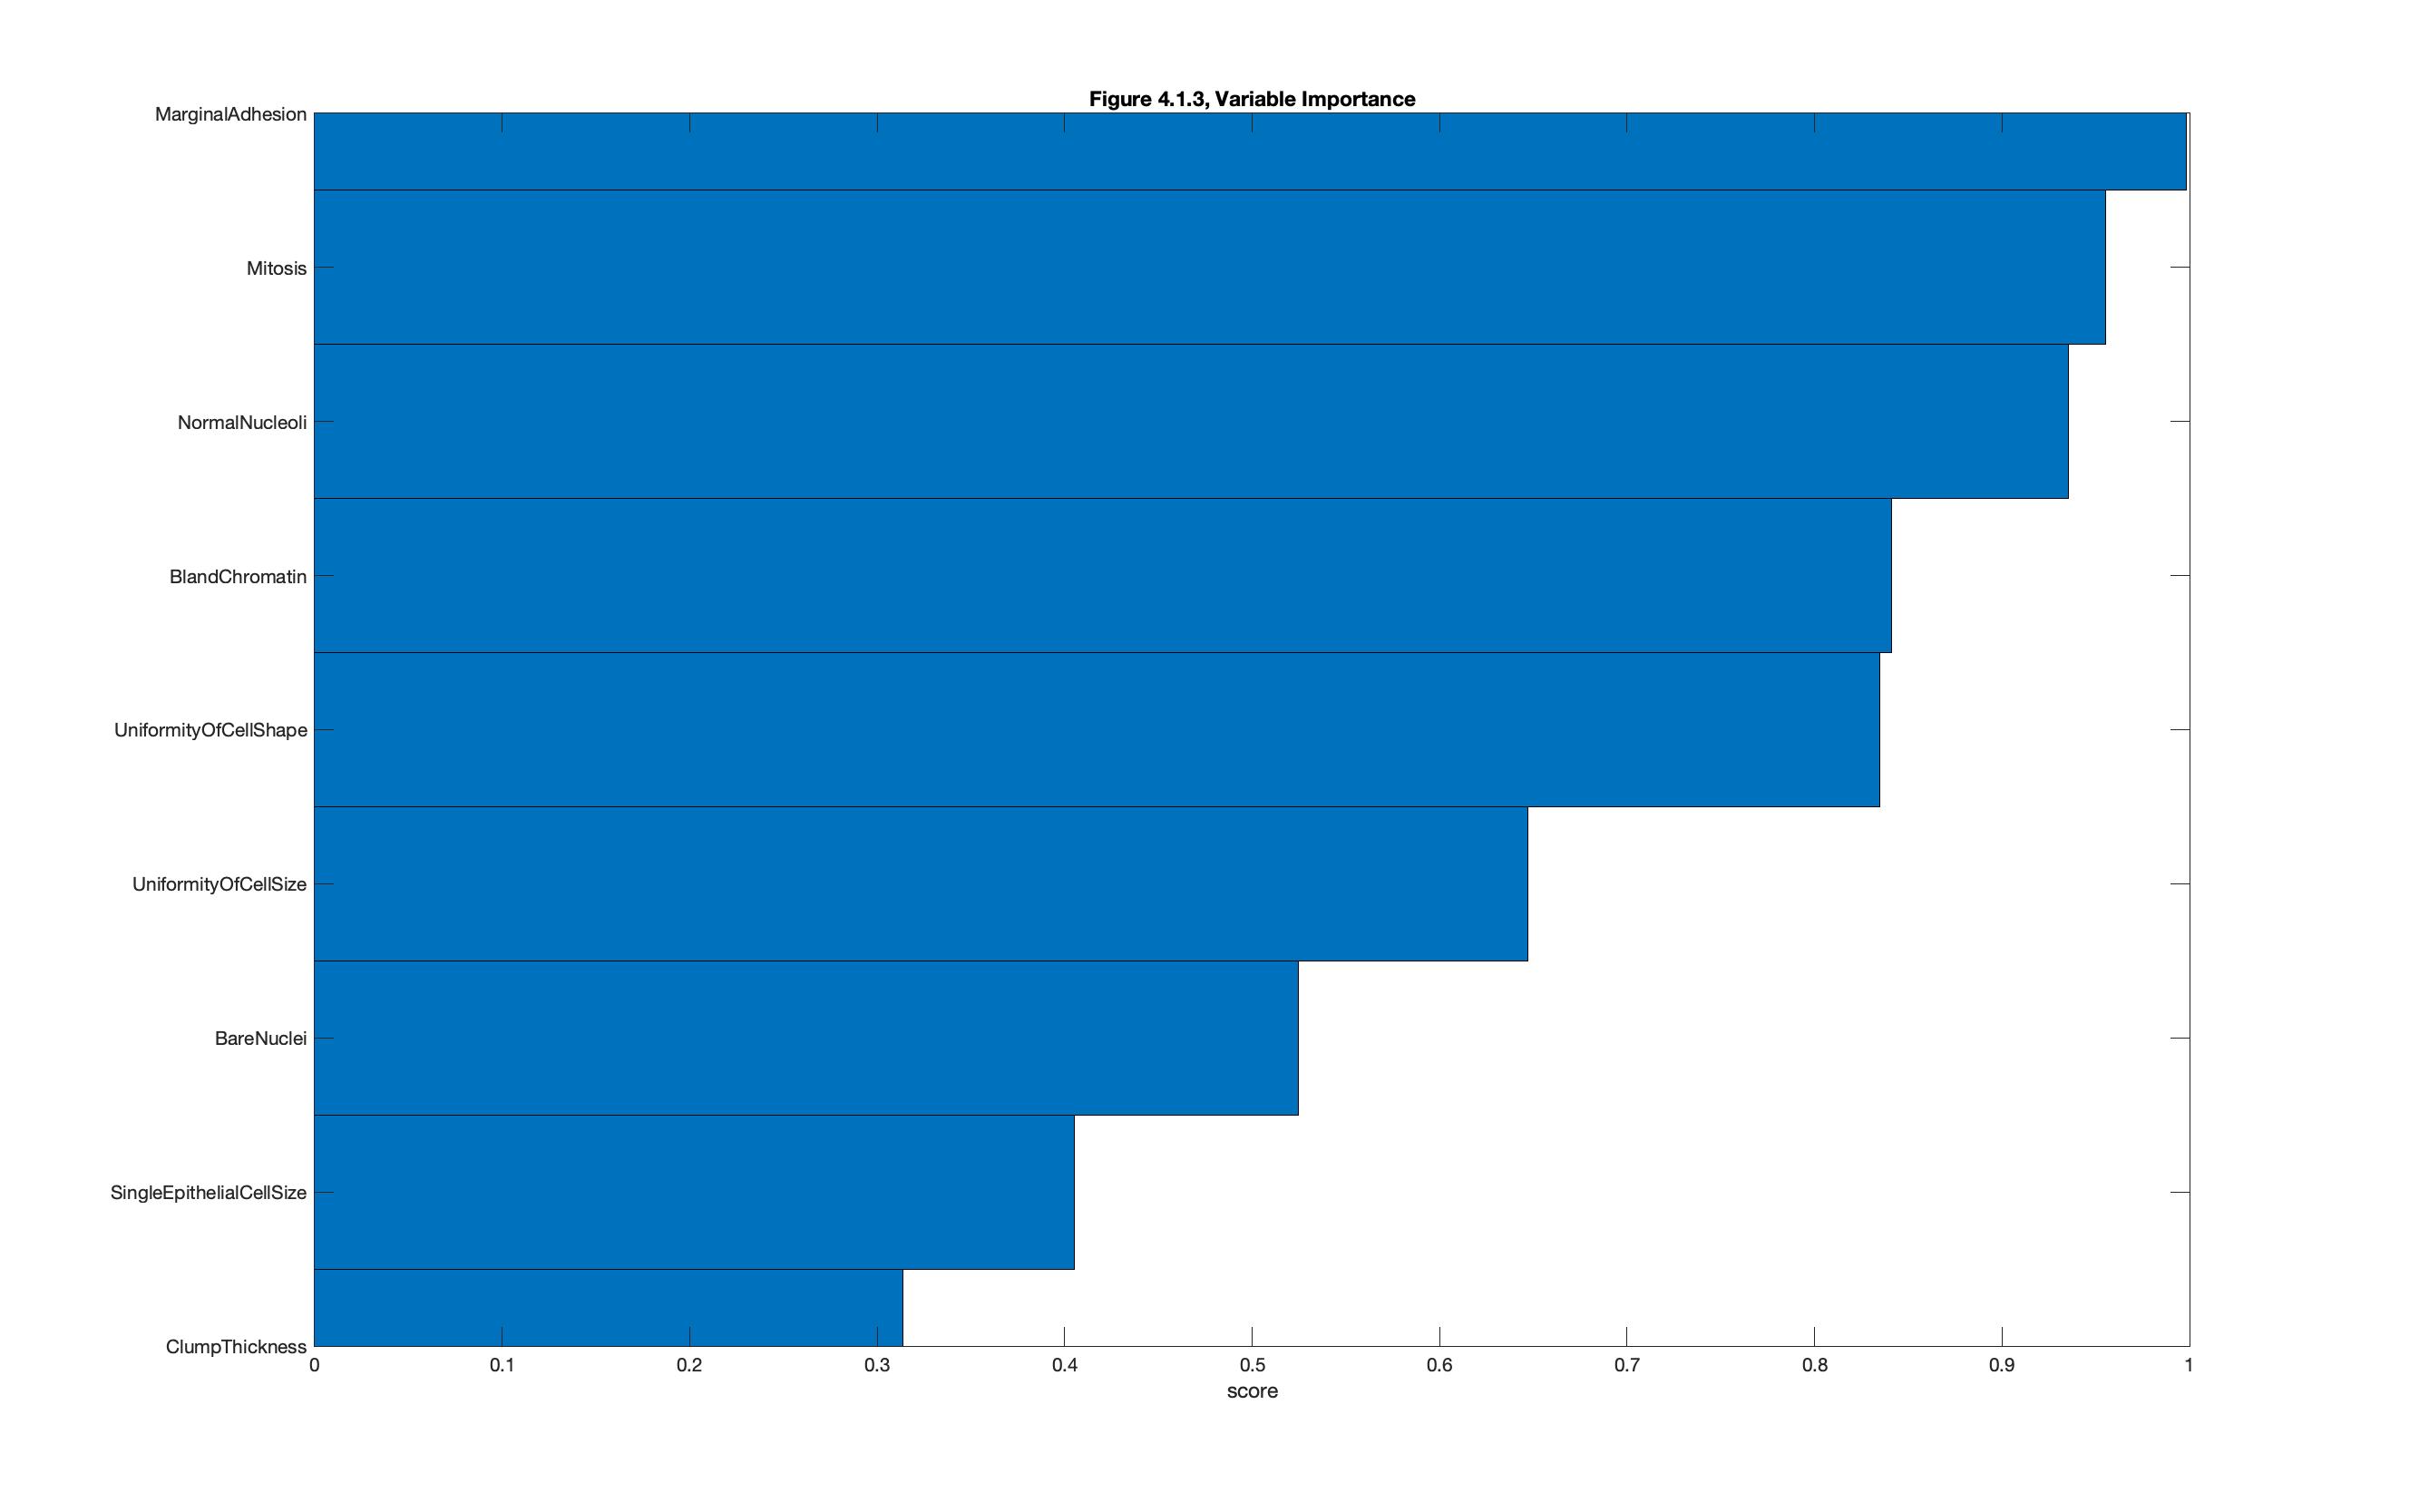 Figure 4.1.3, Variable Importance
MarginalAdhesion
Mitosis
NormalNucleoli
BlandChromatin
UniformityOfCellShape
UniformityOfCellSize
BareNuclei
SingleEpithelialCellSize
ClumpThickness
0 0.1 0.2 0.3 0.4 0.5 0.6 0.7 0.8 0.9 1
score